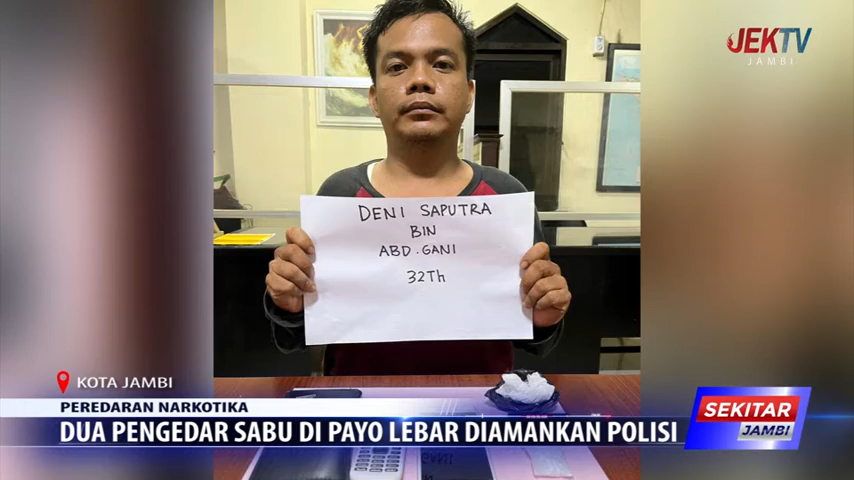 JEKTV
JAMBI
DENI SAPUTRA
BIN
ABD.GANI
32Th
KOTA JAMBI
PEREDARAN NARKOTIKA
DUA PENGEDAR SABU DI PAYO LEBAR DIAMANKAN POLISI
SEKITAR
JAMBI